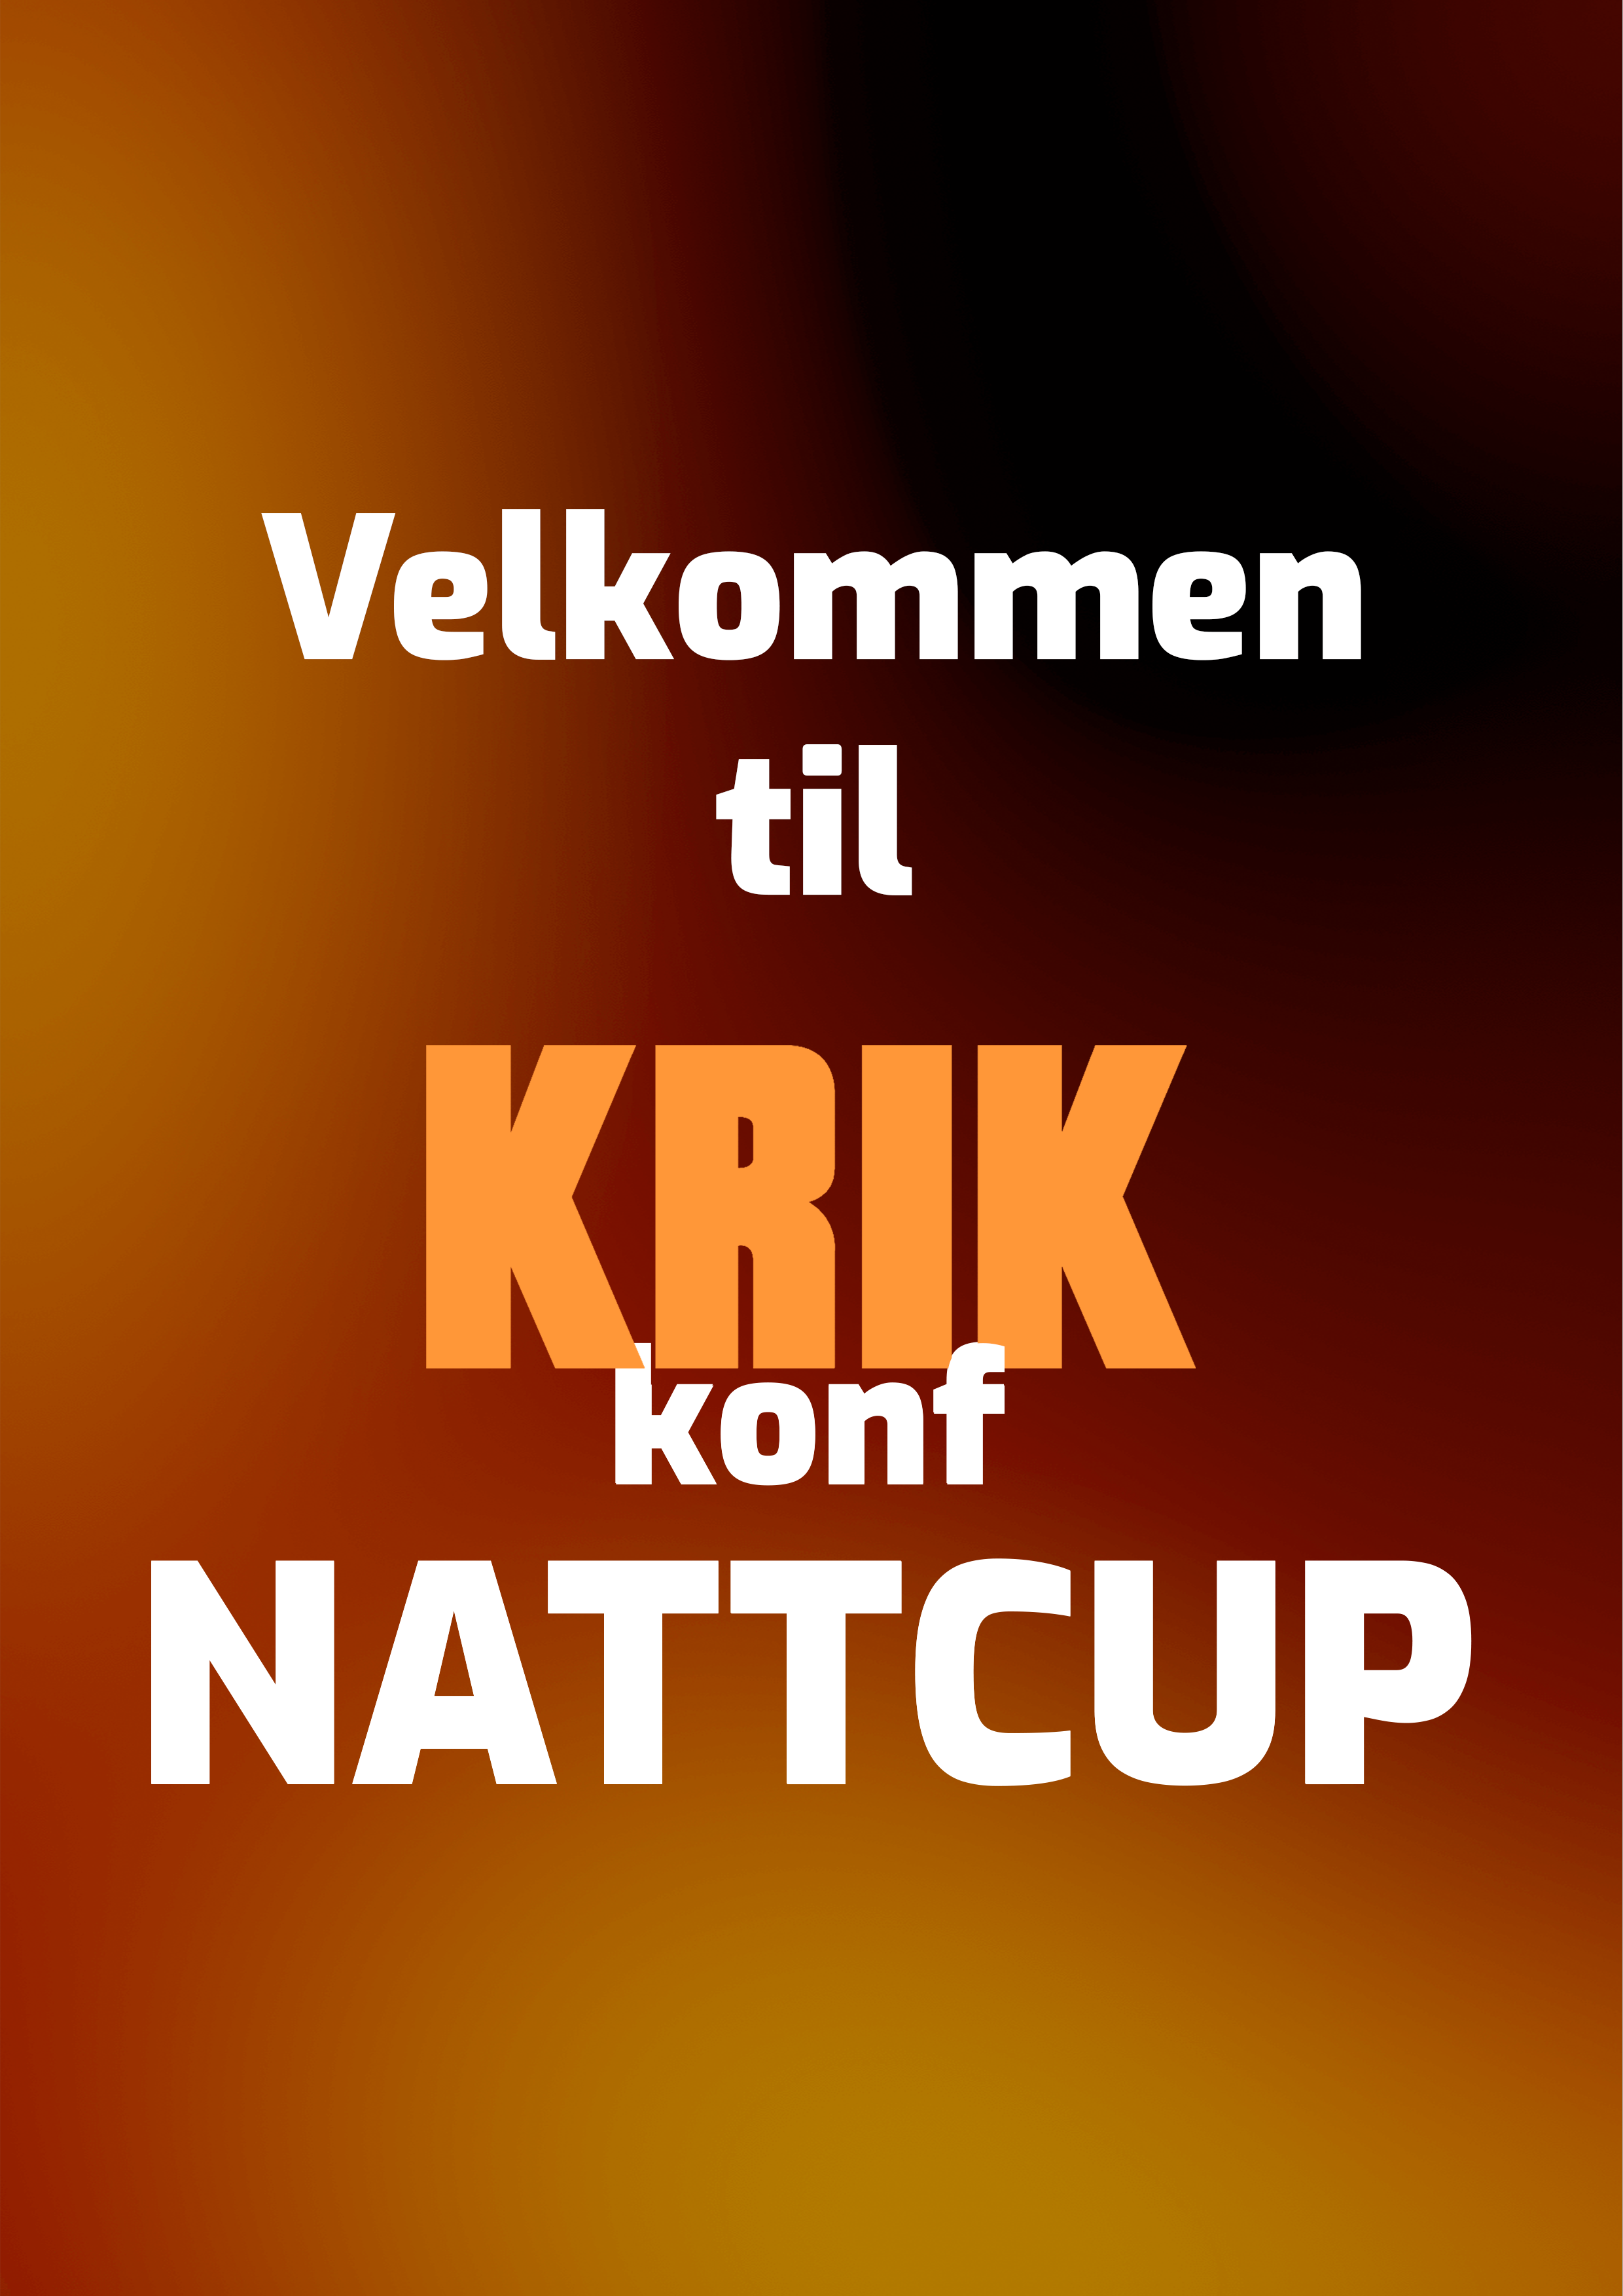 Velkommen
til
KRIK
konf
NATTCUP